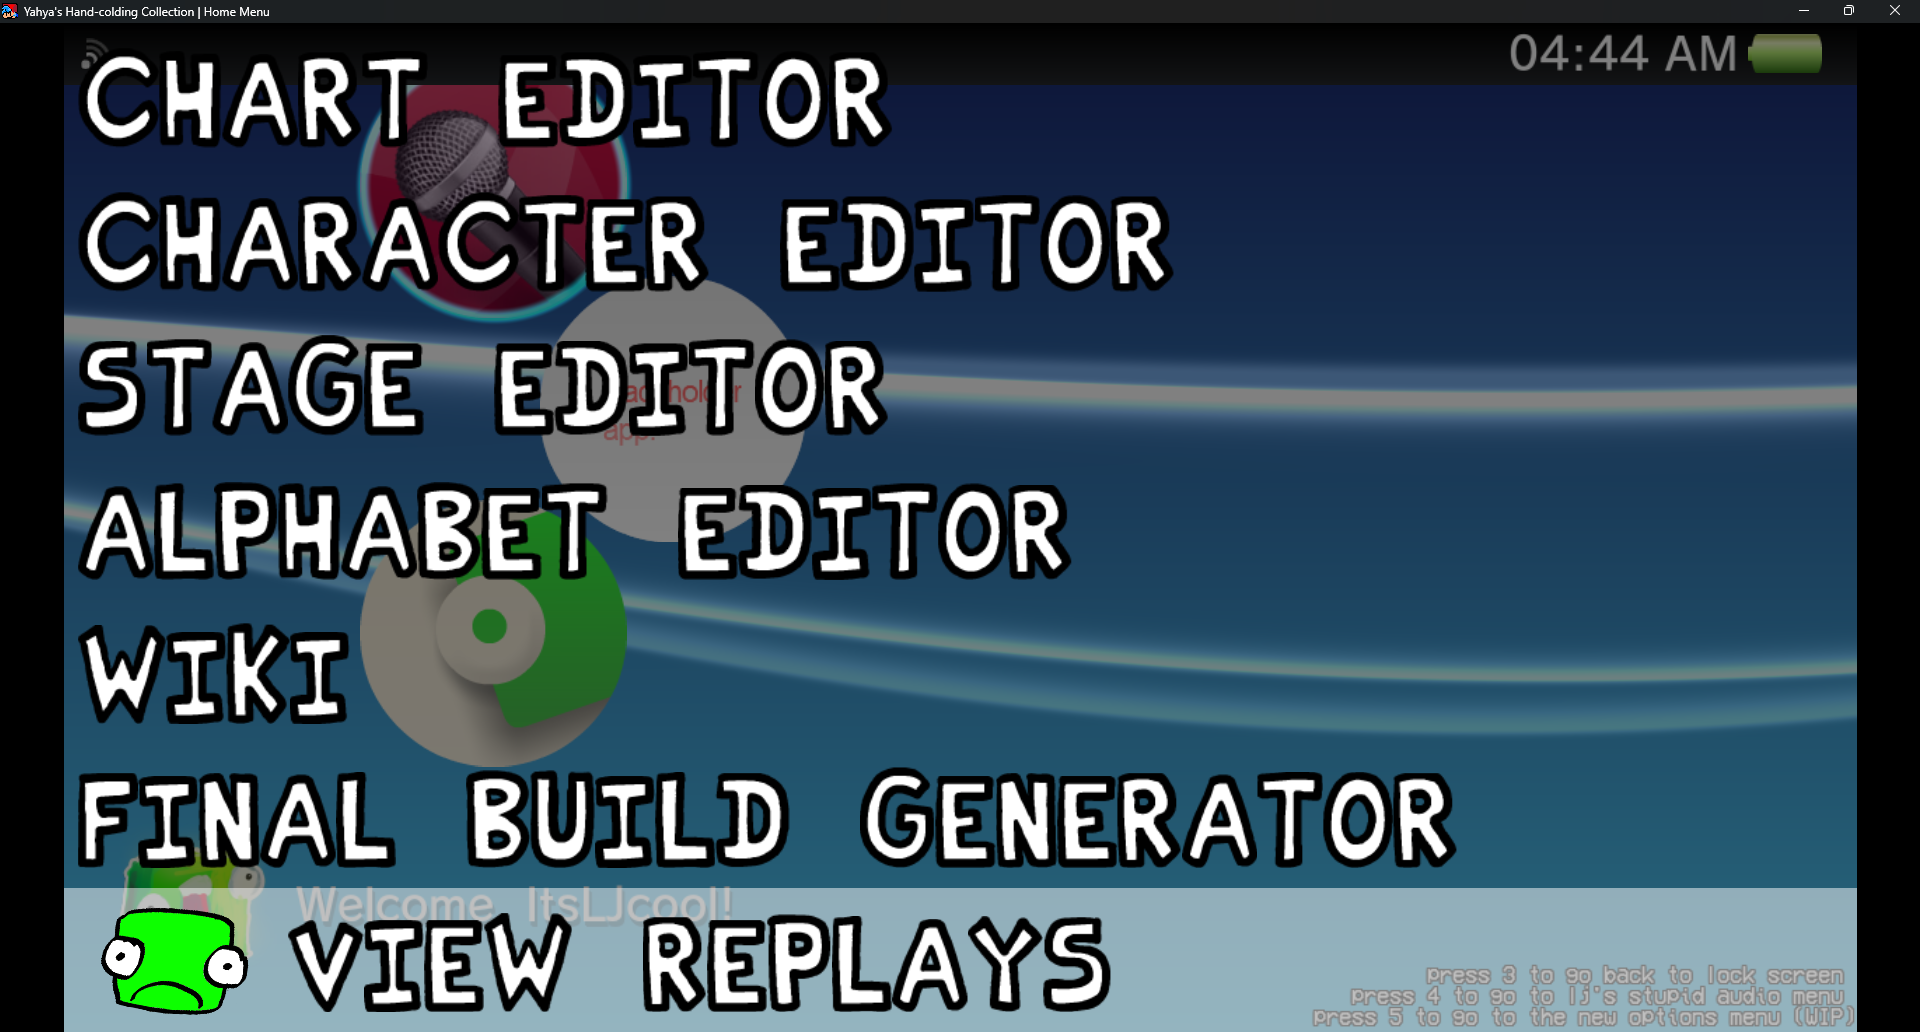 Yahya's Hand-colding Collection | Home Menu
04:44 AM
CHART EDITOR
CHARACTER EDITOR
STAGE EDITOR
app!
ALPHABET EDITOR
WIKI
FINAL BUILD GENERATOR
Welcome, ItsLJcool!
VIEW REPLAYS
press 3 to go back to lock screen
press 4 to go to lj's stupid audio menu
press 5 to go to the new options menu (WIP)